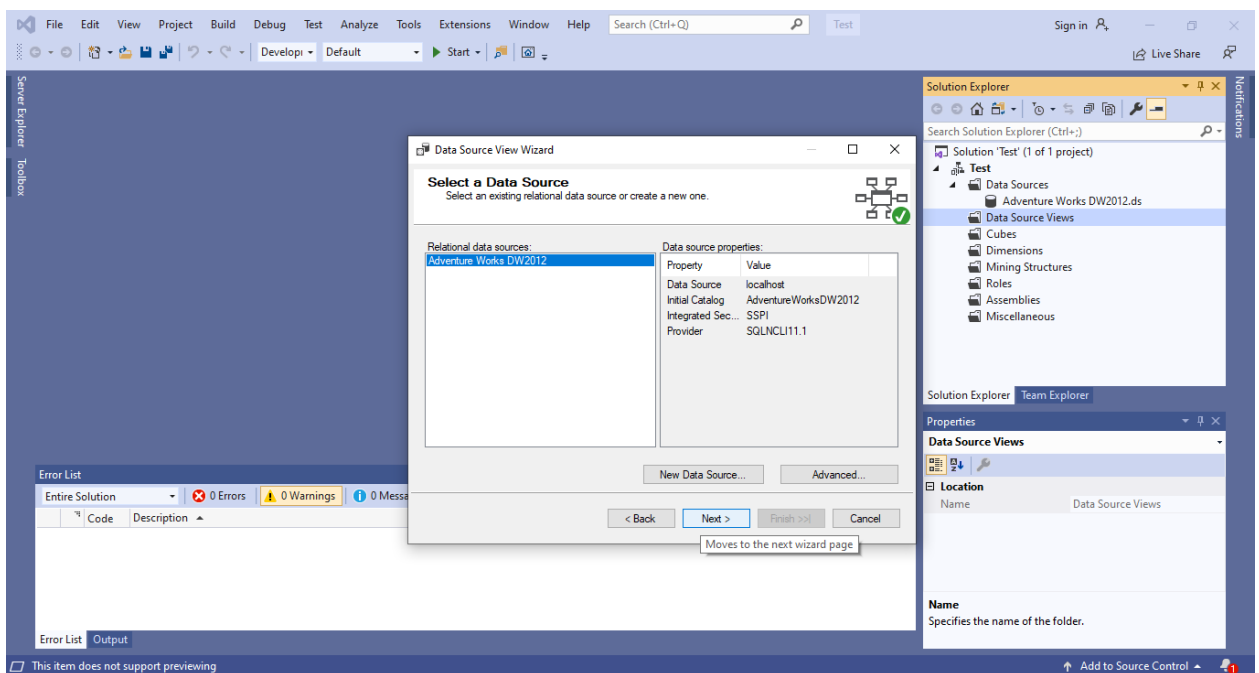 File Edit View Project Build Debug Test Analyze Tools Extensions Window Help Search (Ctrl+Q) Test Sign in
Develop Default Start Live Share
Server Explorer
Toolbox
Data Source View Wizard
Select a Data Source
Select an existing relational data source or create a new one.
Relational data sources:
Adventure Works DW2012
Data source properties:
Property Value
Data Source localhost
Initial Catalog AdventureWorksDW2012
Integrated Sec... SSPI
Provider SQLNCLI11.1
New Data Source... Advanced...
< Back Next > Finish >>| Cancel
Moves to the next wizard page
Solution Explorer
Search Solution Explorer (Ctrl+;)
Solution 'Test' (1 of 1 project)
Test
Data Sources
Adventure Works DW2012.ds
Data Source Views
Cubes
Dimensions
Mining Structures
Roles
Assemblies
Miscellaneous
Solution Explorer Team Explorer
Notifications
Properties
Data Source Views
Location
Name Data Source Views
Name
Specifies the name of the folder.
Error List
Entire Solution 0 Errors 0 Warnings 0 Messa
Code Description
Error List Output
This item does not support previewing Add to Source Control 1